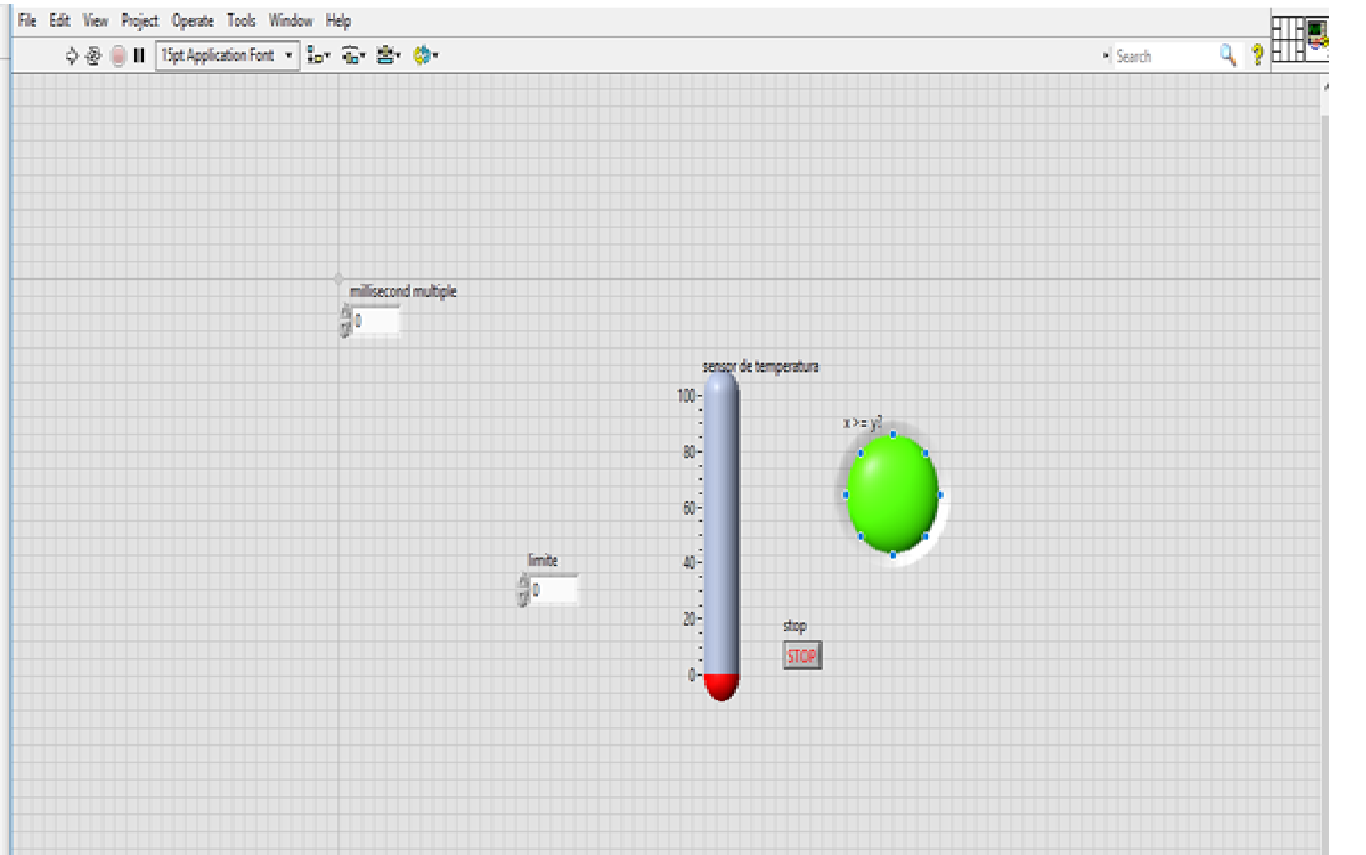 File Edit View Project Operate Tools Window Help
15pt Application Font
Search
?
millisecond multiple
0
sensor de temperatura
100
80
60
40
20
0
x >= y?
limite
0
stop
STOP